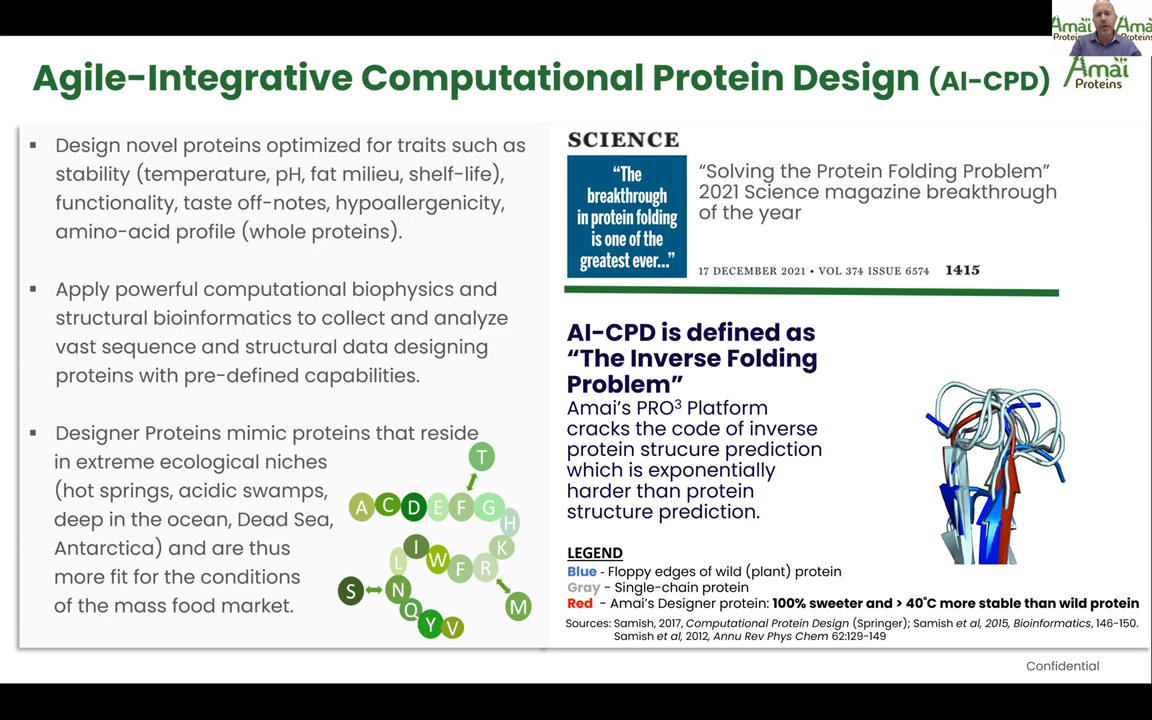 Agile-Integrative Computational Protein Design (AI-CPD)
Amai
Proteins
Amai
Proteins
Amai
Proteins
▪ Design novel proteins optimized for traits such as
stability (temperature, pH, fat milieu, shelf-life),
functionality, taste off-notes, hypoallergenicity,
amino-acid profile (whole proteins).
▪ Apply powerful computational biophysics and
structural bioinformatics to collect and analyze
vast sequence and structural data designing
proteins with pre-defined capabilities.
▪ Designer Proteins mimic proteins that reside
in extreme ecological niches
(hot springs, acidic swamps,
deep in the ocean, Dead Sea,
Antarctica) and are thus
more fit for the conditions
of the mass food market.
T
A C D E F G
H
K
L I W F R
S N M
Q Y V
SCIENCE
“The
breakthrough
in protein folding
is one of the
greatest ever...”
“Solving the Protein Folding Problem”
2021 Science magazine breakthrough
of the year
17 DECEMBER 2021 • VOL 374 ISSUE 6574 1415
AI-CPD is defined as
“The Inverse Folding
Problem”
Amai’s PRO³ Platform
cracks the code of inverse
protein strucure prediction
which is exponentially
harder than protein
structure prediction.
LEGEND
Blue - Floppy edges of wild (plant) protein
Gray - Single-chain protein
Red - Amai’s Designer protein: 100% sweeter and > 40°C more stable than wild protein
Sources: Samish, 2017, Computational Protein Design (Springer); Samish et al, 2015, Bioinformatics, 146-150.
Samish et al, 2012, Annu Rev Phys Chem 62:129-149
Confidential